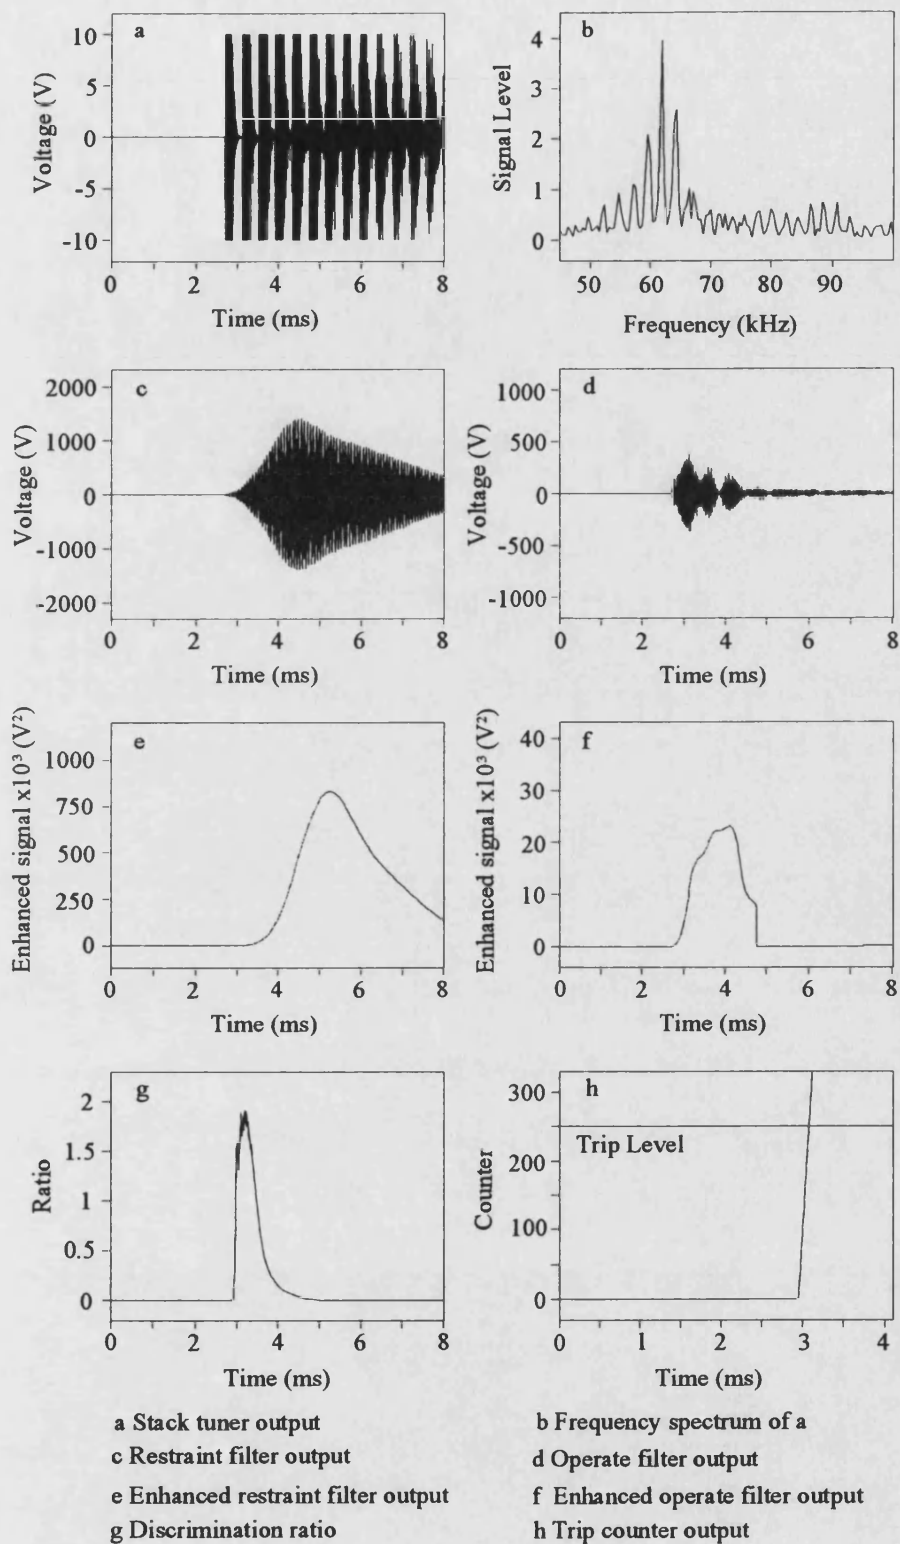 a
10
5
0
-5
-10
Voltage (V)
0 2 4 6 8
Time (ms)
b
4
3
2
1
0
Signal Level
50 60 70 80 90
Frequency (kHz)
c
2000
1000
0
-1000
-2000
Voltage (V)
0 2 4 6 8
Time (ms)
d
1000
500
0
-500
-1000
Voltage (V)
0 2 4 6 8
Time (ms)
e
1000
750
500
250
0
Enhanced signal x10³ (V²)
0 2 4 6 8
Time (ms)
f
40
30
20
10
0
Enhanced signal x10³ (V²)
0 2 4 6 8
Time (ms)
g
2
1.5
1
0.5
0
Ratio
0 2 4 6 8
Time (ms)
h
300
200
100
0
Counter
Trip Level
0 1 2 3 4
Time (ms)
a Stack tuner output
b Frequency spectrum of a
c Restraint filter output
d Operate filter output
e Enhanced restraint filter output
f Enhanced operate filter output
g Discrimination ratio
h Trip counter output